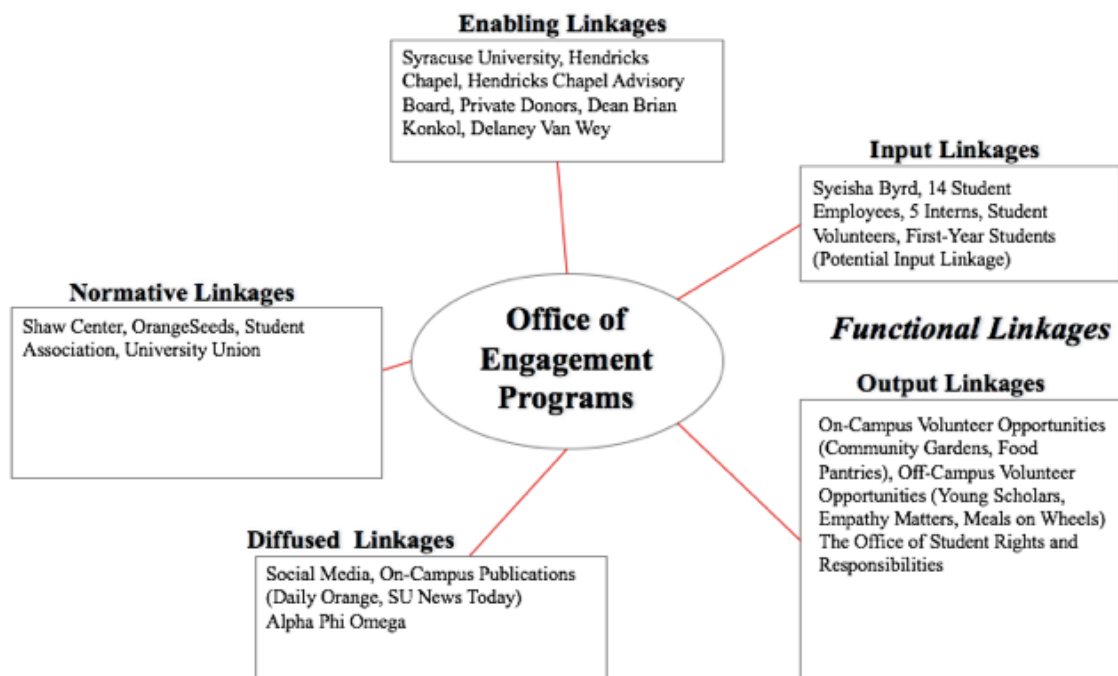 Enabling Linkages
Syracuse University, Hendricks
Chapel, Hendricks Chapel Advisory
Board, Private Donors, Dean Brian
Konkol, Delaney Van Wey
Input Linkages
Syeisha Byrd, 14 Student
Employees, 5 Interns, Student
Volunteers, First-Year Students
(Potential Input Linkage)
Normative Linkages
Shaw Center, OrangeSeeds, Student
Association, University Union
Office of
Engagement
Programs
Functional Linkages
Output Linkages
On-Campus Volunteer Opportunities
(Community Gardens, Food
Pantries), Off-Campus Volunteer
Opportunities (Young Scholars,
Empathy Matters, Meals on Wheels)
The Office of Student Rights and
Responsibilities
Diffused Linkages
Social Media, On-Campus Publications
(Daily Orange, SU News Today)
Alpha Phi Omega